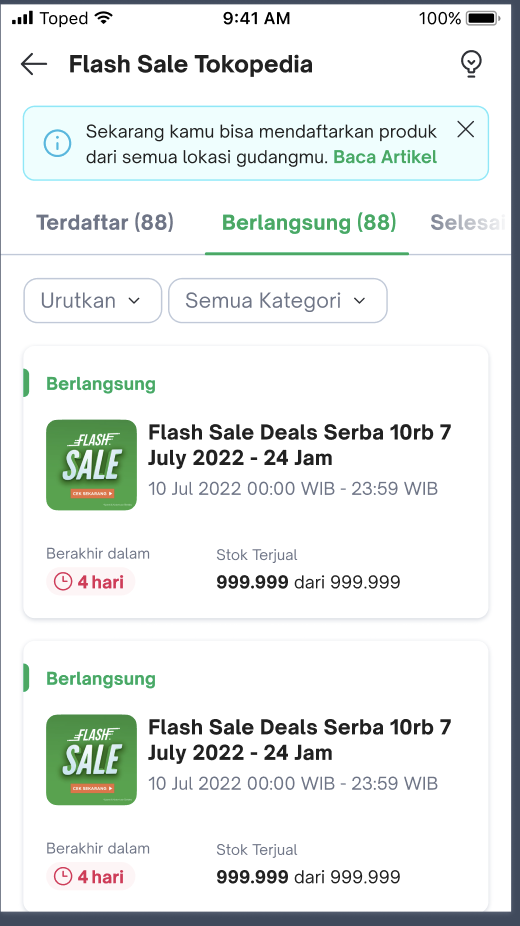 Toped 9:41 AM 100%
Flash Sale Tokopedia
Sekarang kamu bisa mendaftarkan produk
dari semua lokasi gudangmu. Baca Artikel
Terdaftar (88) Berlangsung (88) Selesai
Urutkan Semua Kategori
Berlangsung
FLASH
SALE
CEK SEKARANG
Flash Sale Deals Serba 10rb 7
July 2022 - 24 Jam
10 Jul 2022 00:00 WIB - 23:59 WIB
Berakhir dalam Stok Terjual
4 hari 999.999 dari 999.999
Berlangsung
FLASH
SALE
CEK SEKARANG
Flash Sale Deals Serba 10rb 7
July 2022 - 24 Jam
10 Jul 2022 00:00 WIB - 23:59 WIB
Berakhir dalam Stok Terjual
4 hari 999.999 dari 999.999